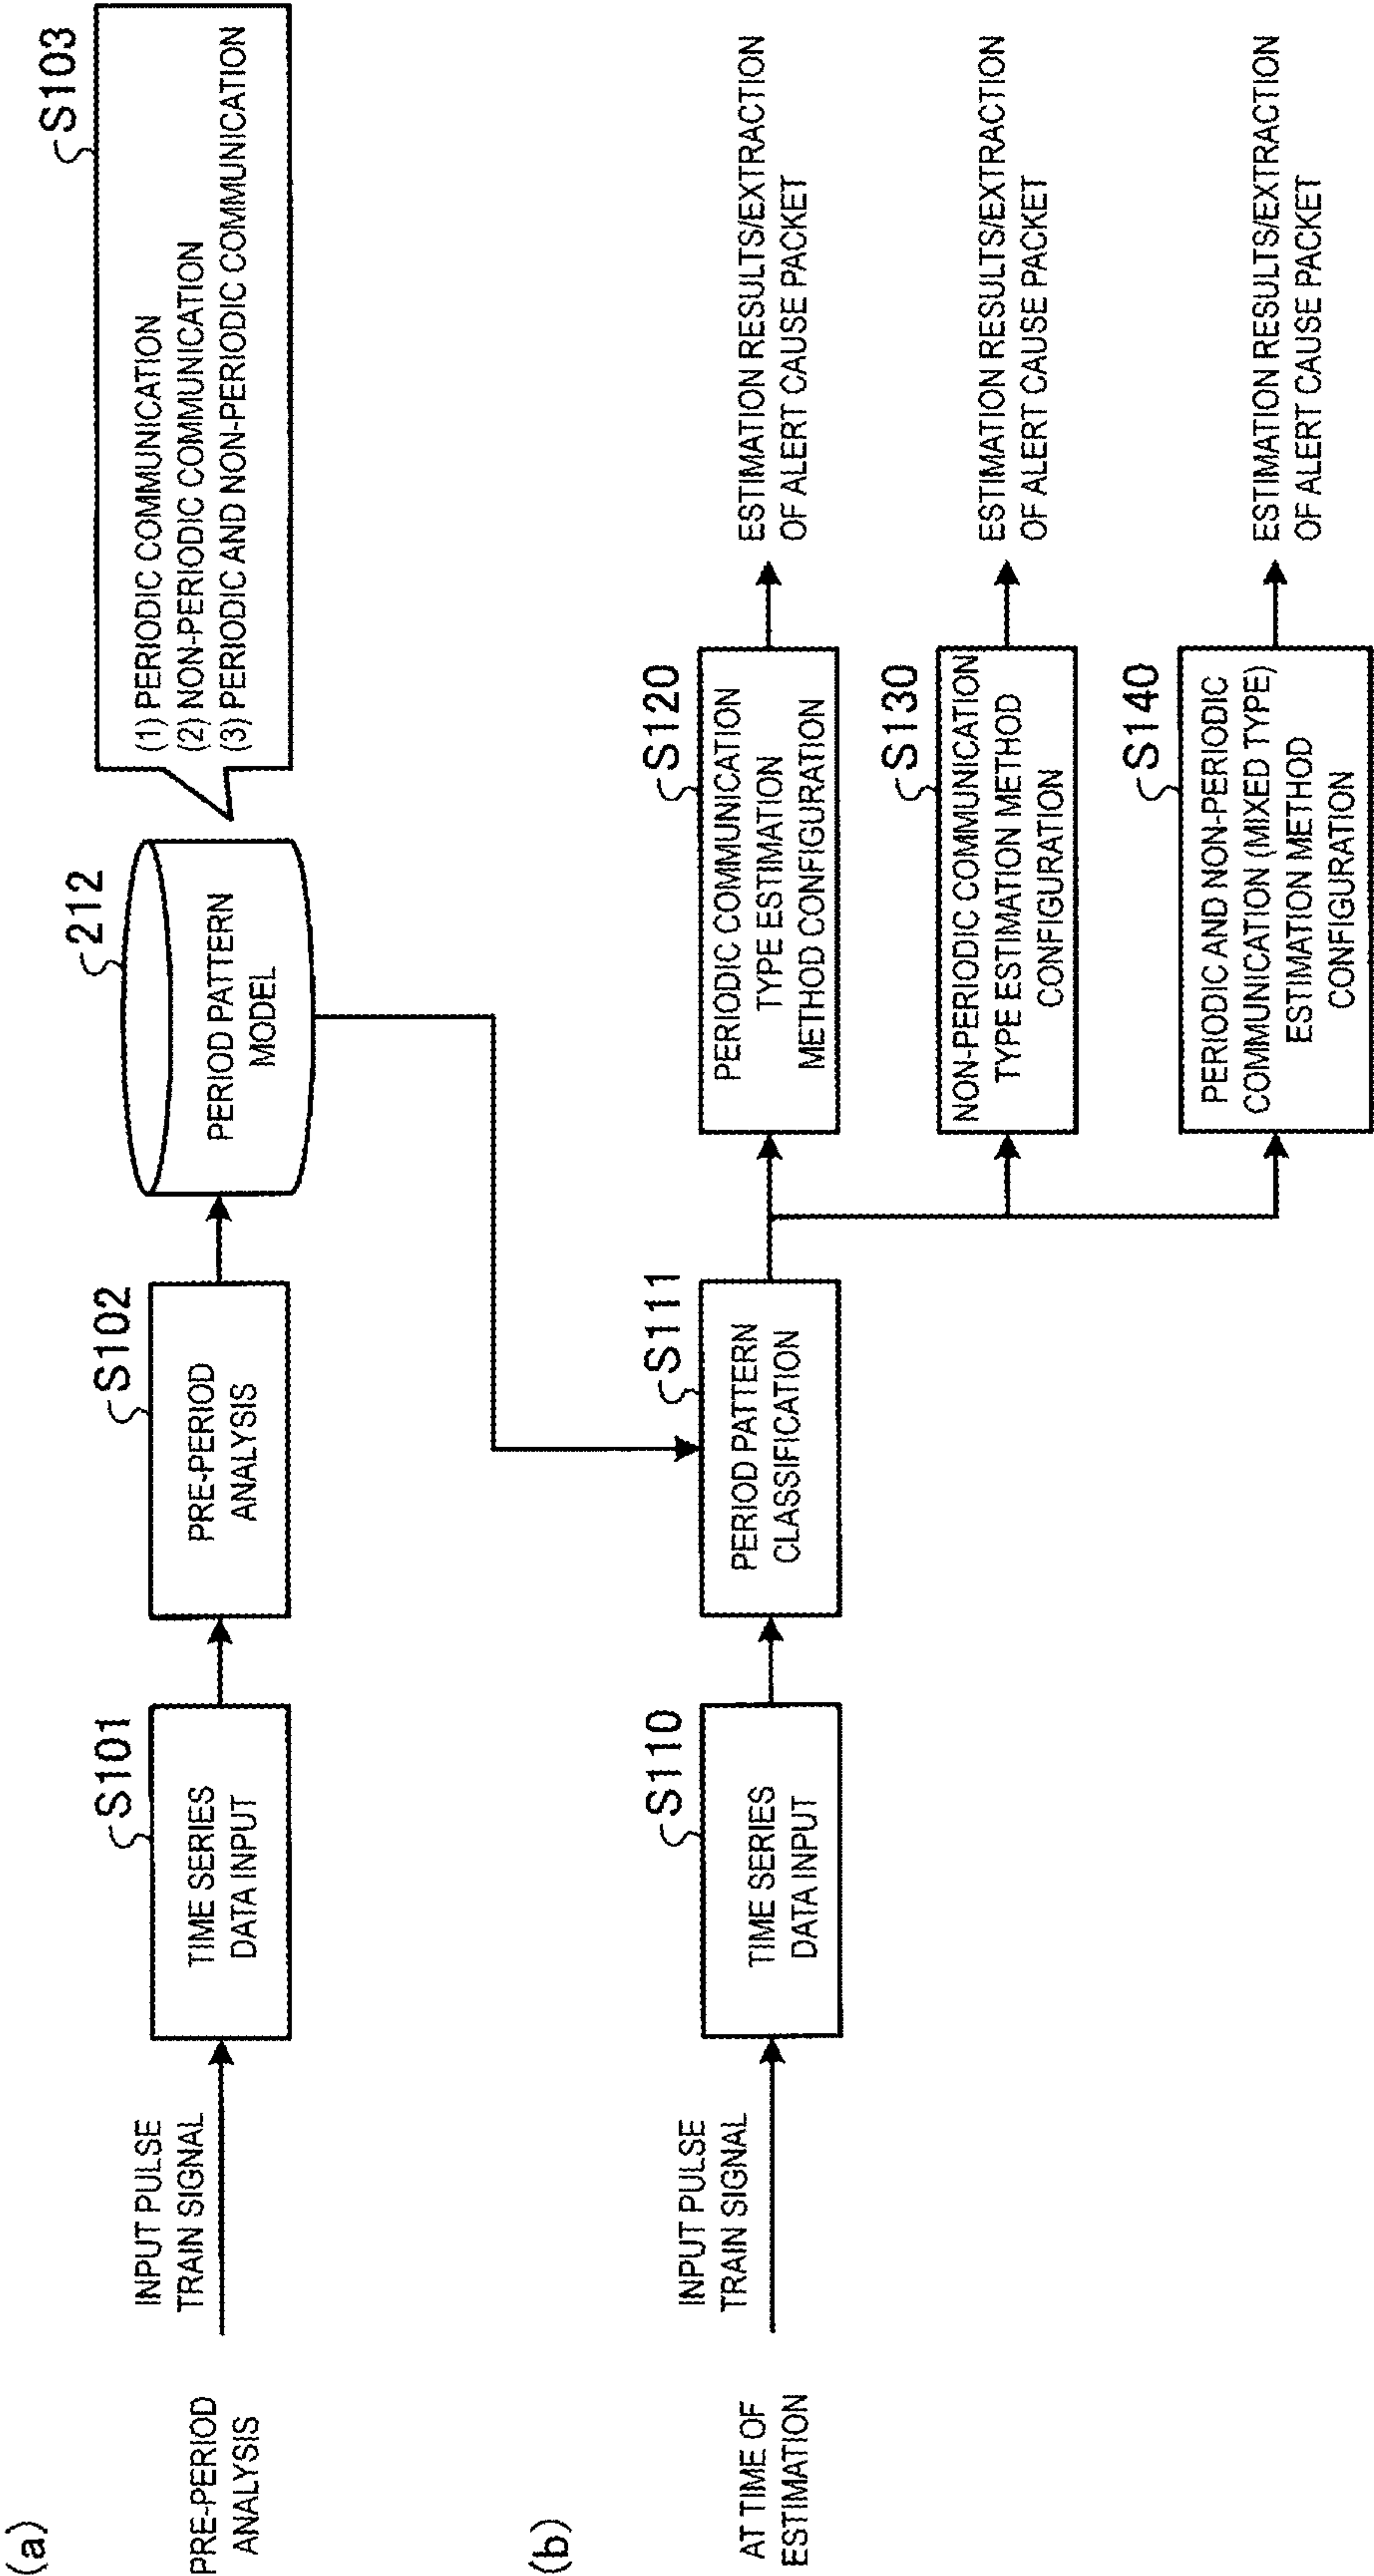 (a)
PRE-PERIOD
ANALYSIS
INPUT PULSE
TRAIN SIGNAL
S101
TIME SERIES
DATA INPUT
S102
PRE-PERIOD
ANALYSIS
212
PERIOD PATTERN
MODEL
S103
(1) PERIODIC COMMUNICATION
(2) NON-PERIODIC COMMUNICATION
(3) PERIODIC AND NON-PERIODIC COMMUNICATION
(b)
AT TIME OF
ESTIMATION
INPUT PULSE
TRAIN SIGNAL
S110
TIME SERIES
DATA INPUT
S111
PERIOD PATTERN
CLASSIFICATION
S120
PERIODIC COMMUNICATION
TYPE ESTIMATION
METHOD CONFIGURATION
ESTIMATION RESULTS/EXTRACTION
OF ALERT CAUSE PACKET
S130
NON-PERIODIC COMMUNICATION
TYPE ESTIMATION METHOD
CONFIGURATION
ESTIMATION RESULTS/EXTRACTION
OF ALERT CAUSE PACKET
S140
PERIODIC AND NON-PERIODIC
COMMUNICATION (MIXED TYPE)
ESTIMATION METHOD
CONFIGURATION
ESTIMATION RESULTS/EXTRACTION
OF ALERT CAUSE PACKET